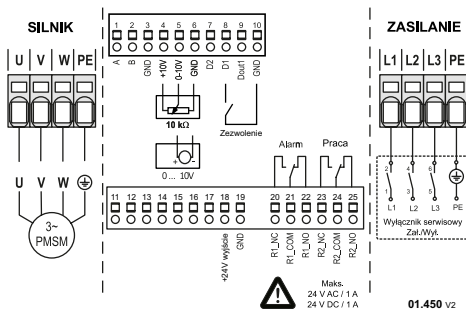 SILNIK
U V W PE
U V W
3~
PMSM
1 2 3 4 5 6 7 8 9 10
A B GND +10V 0-10V GND D2 D1 Dout1 GND
10 kΩ
Zezwolenie
+ -
0 ... 10V
Alarm Praca
11 12 13 14 15 16 17 18 19 20 21 22 23 24 25
+24V wyjście GND R1_NC R1_COM R1_NO R2_NC R2_COM R2_NO
Maks.
24 V AC / 1 A
24 V DC / 1 A
ZASILANIE
L1 L2 L3 PE
2 4 6
1 3 5
L1 L2 L3 PE
Wyłącznik serwisowy
Zał./Wył.
01.450 V2